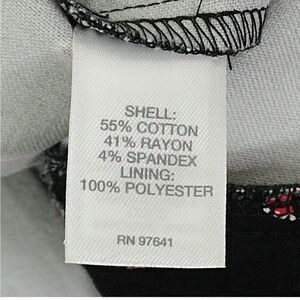 SHELL:
55% COTTON
41% RAYON
4% SPANDEX
LINING:
100% POLYESTER
RN 97641